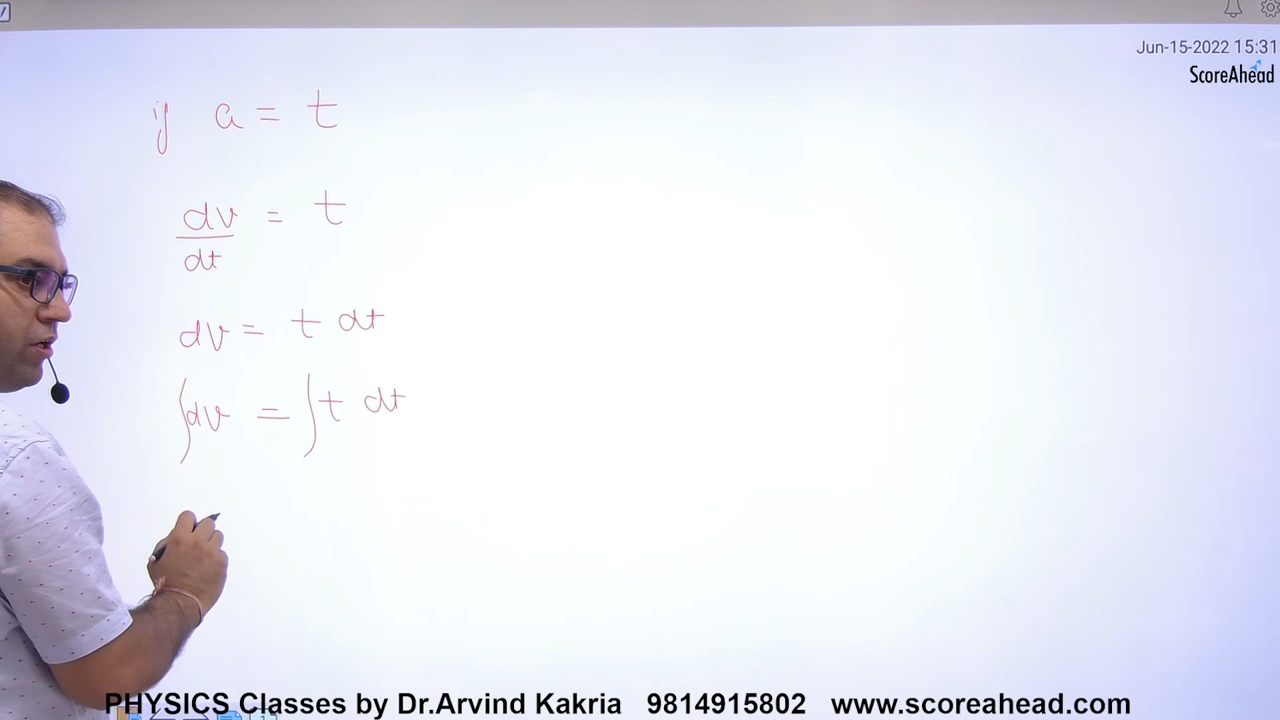 Jun-15-2022 15:31
ScoreAhead
if a = t
dv/dt = t
dv = t dt
∫dv = ∫t dt
PHYSICS Classes by Dr.Arvind Kakria 9814915802 www.scoreahead.com